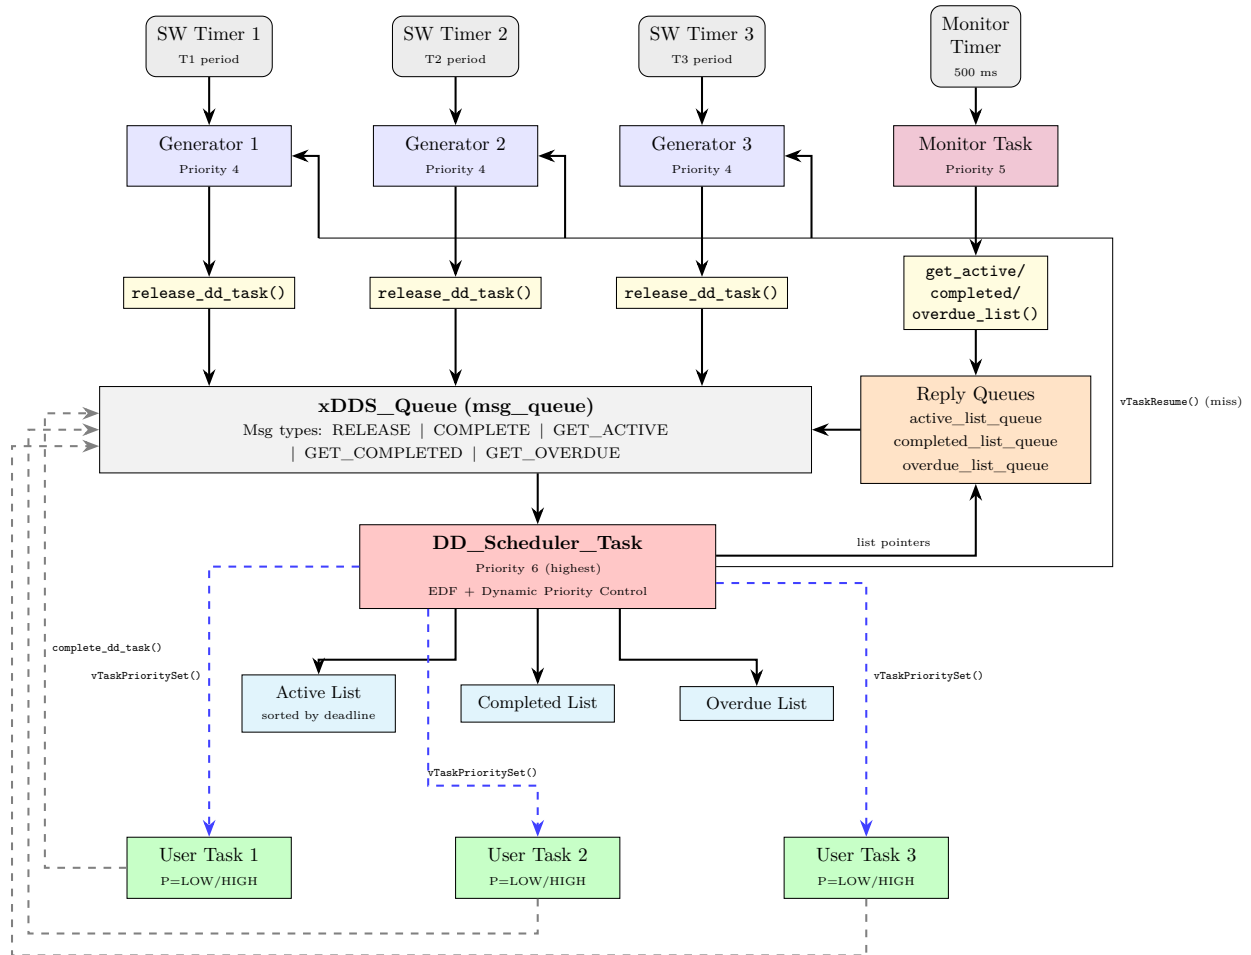 SW Timer 1
T1 period
SW Timer 2
T2 period
SW Timer 3
T3 period
Monitor
Timer
500 ms
Generator 1
Priority 4
Generator 2
Priority 4
Generator 3
Priority 4
Monitor Task
Priority 5
release_dd_task()
release_dd_task()
release_dd_task()
get_active/
completed/
overdue_list()
xDDS_Queue (msg_queue)
Msg types: RELEASE | COMPLETE | GET_ACTIVE
| GET_COMPLETED | GET_OVERDUE
Reply Queues
active_list_queue
completed_list_queue
overdue_list_queue
vTaskResume() (miss)
DD_Scheduler_Task
Priority 6 (highest)
EDF + Dynamic Priority Control
list pointers
complete_dd_task()
vTaskPrioritySet()
vTaskPrioritySet()
Active List
sorted by deadline
Completed List
Overdue List
vTaskPrioritySet()
User Task 1
P=LOW/HIGH
User Task 2
P=LOW/HIGH
User Task 3
P=LOW/HIGH